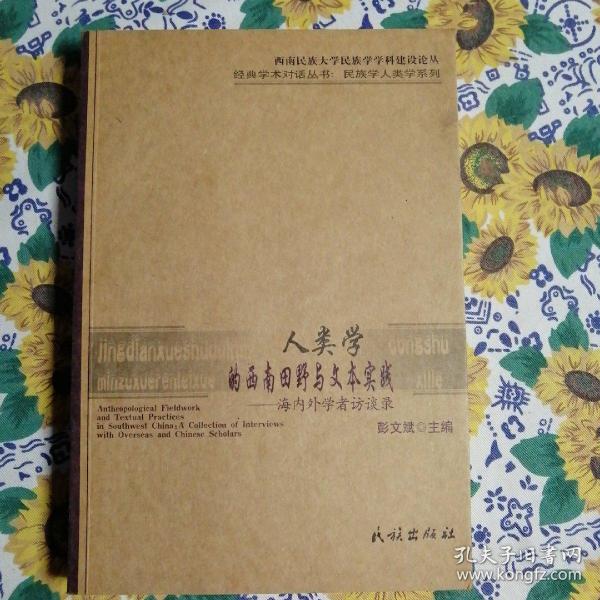 西南民族大学民族学学科建设论丛
经典学术对话丛书：民族学人类学系列
人类学
的西南田野与文本实践
——海内外学者访谈录
Anthropological Fieldwork
and Textual Practices
in Southwest China:A Collection of Interviews
with Overseas and Chinese Scholars
彭文斌◎主编
民族出版社
孔夫子旧书网
www.kongfz.com